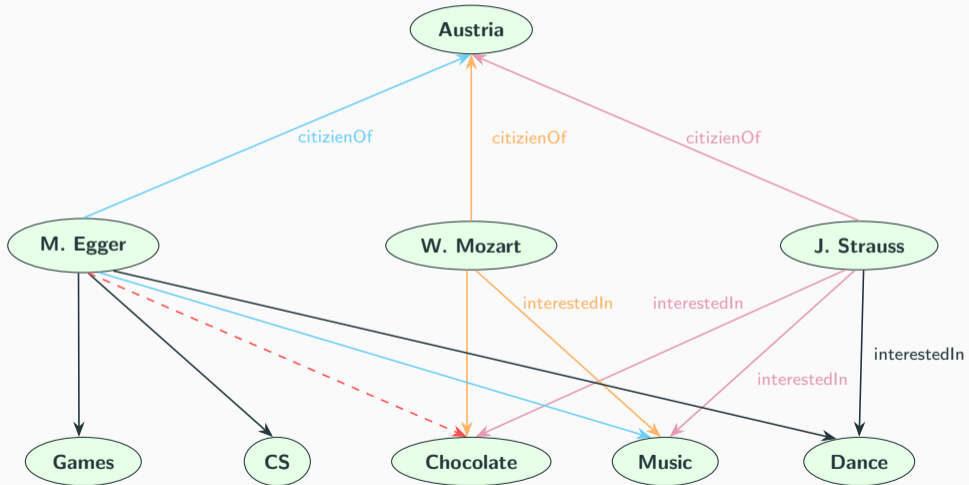 Austria
citizienOf
citizienOf
citizienOf
M. Egger
W. Mozart
J. Strauss
interestedIn
interestedIn
interestedIn
interestedIn
Games
CS
Chocolate
Music
Dance